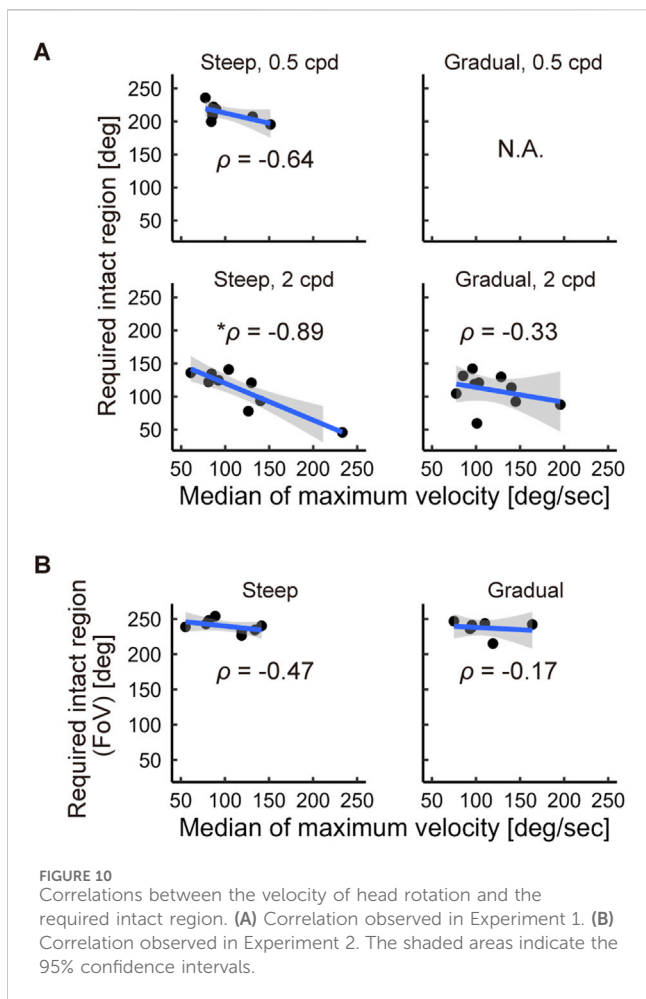 A
Steep, 0.5 cpd
Gradual, 0.5 cpd
Required intact region [deg]
250
200
150
100
50
ρ = -0.64
N.A.
Steep, 2 cpd
Gradual, 2 cpd
250
200
150
100
50
*ρ = -0.89
ρ = -0.33
50 100 150 200 250
50 100 150 200 250
Median of maximum velocity [deg/sec]
B
Steep
Gradual
Required intact region
(FoV) [deg]
250
200
150
100
50
ρ = -0.47
ρ = -0.17
50 100 150 200 250
50 100 150 200 250
Median of maximum velocity [deg/sec]
FIGURE 10
Correlations between the velocity of head rotation and the
required intact region. (A) Correlation observed in Experiment 1. (B)
Correlation observed in Experiment 2. The shaded areas indicate the
95% confidence intervals.